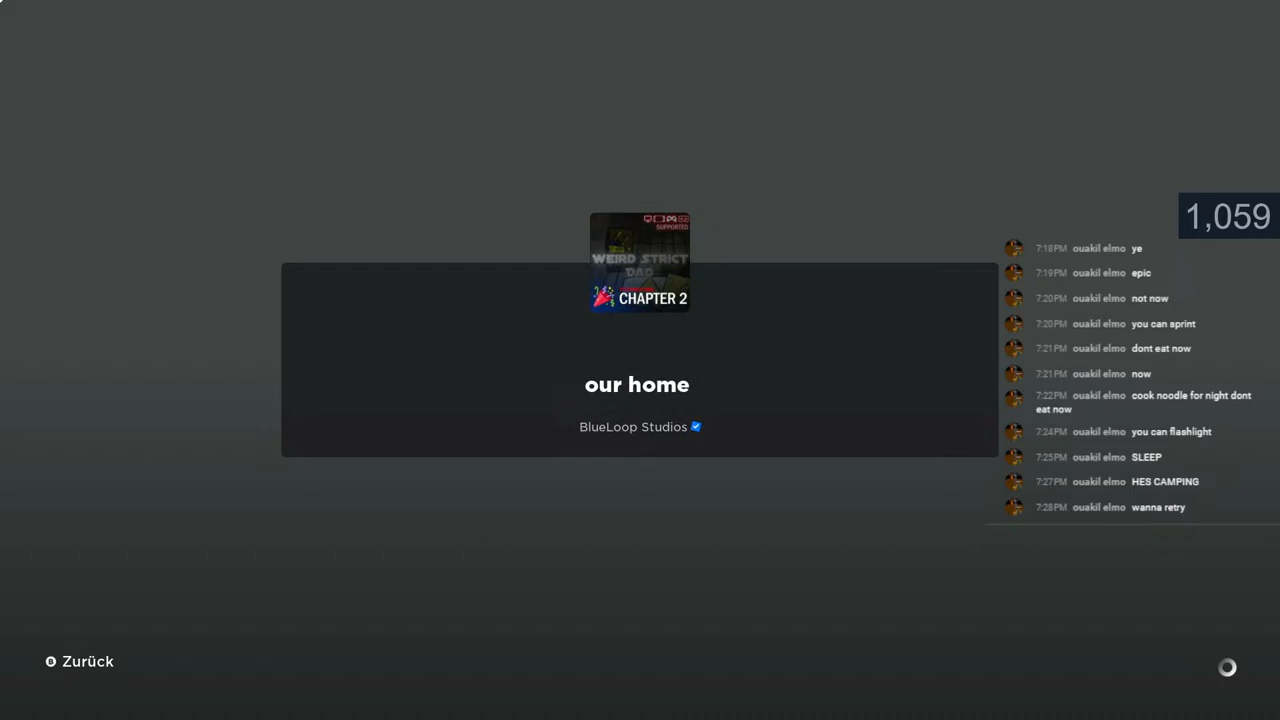 SUPPORTED
WEIRD STRICT
DAD
CHAPTER 2
our home
BlueLoop Studios
1,059
7:18PM ouakil elmo ye
7:19PM ouakil elmo epic
7:20PM ouakil elmo not now
7:20PM ouakil elmo you can sprint
7:21PM ouakil elmo dont eat now
7:21PM ouakil elmo now
7:22PM ouakil elmo cook noodle for night dont
eat now
7:24PM ouakil elmo you can flashlight
7:25PM ouakil elmo SLEEP
7:27PM ouakil elmo HES CAMPING
7:28PM ouakil elmo wanna retry
B Zurück